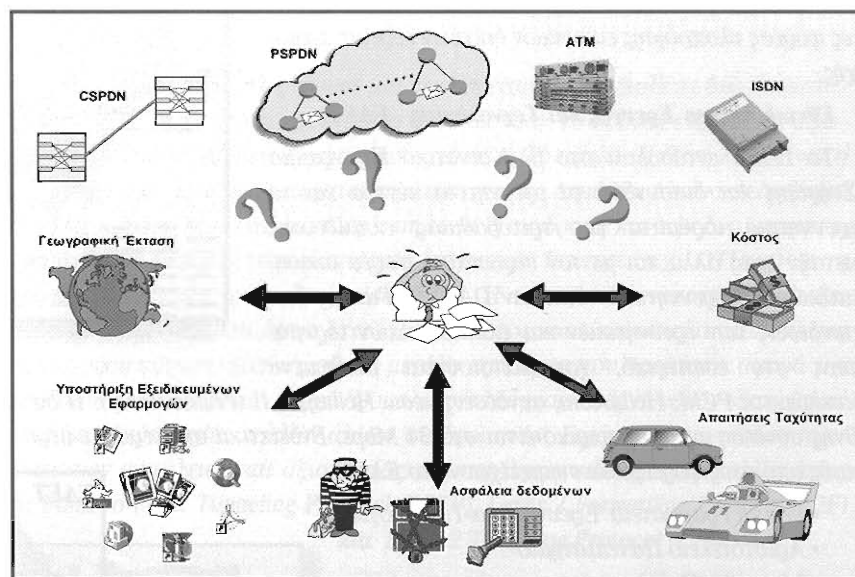 PSPDN
ATM
CSPDN
ISDN
Γεωγραφική Έκταση
Κόστος
Υποστήριξη Εξειδικευμένων
Εφαρμογών
Απαιτήσεις Ταχύτητας
Ασφάλεια δεδομένων